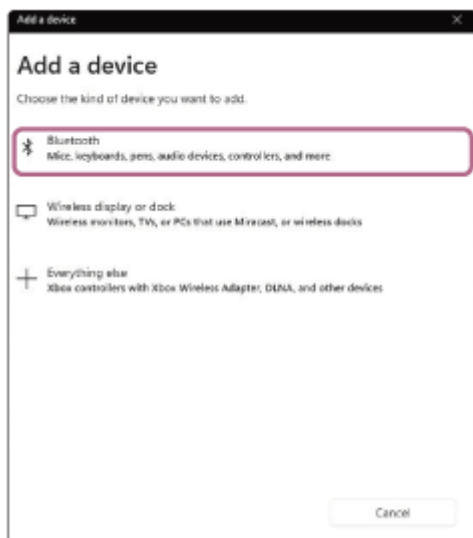 Add a device
Add a device
Choose the kind of device you want to add.
Bluetooth
Mice, keyboards, pens, audio devices, controllers, and more
Wireless display or dock
Wireless monitors, TVs, or PCs that use Miracast, or wireless docks
Everything else
Xbox controllers with Xbox Wireless Adapter, DLNA, and other devices
Cancel